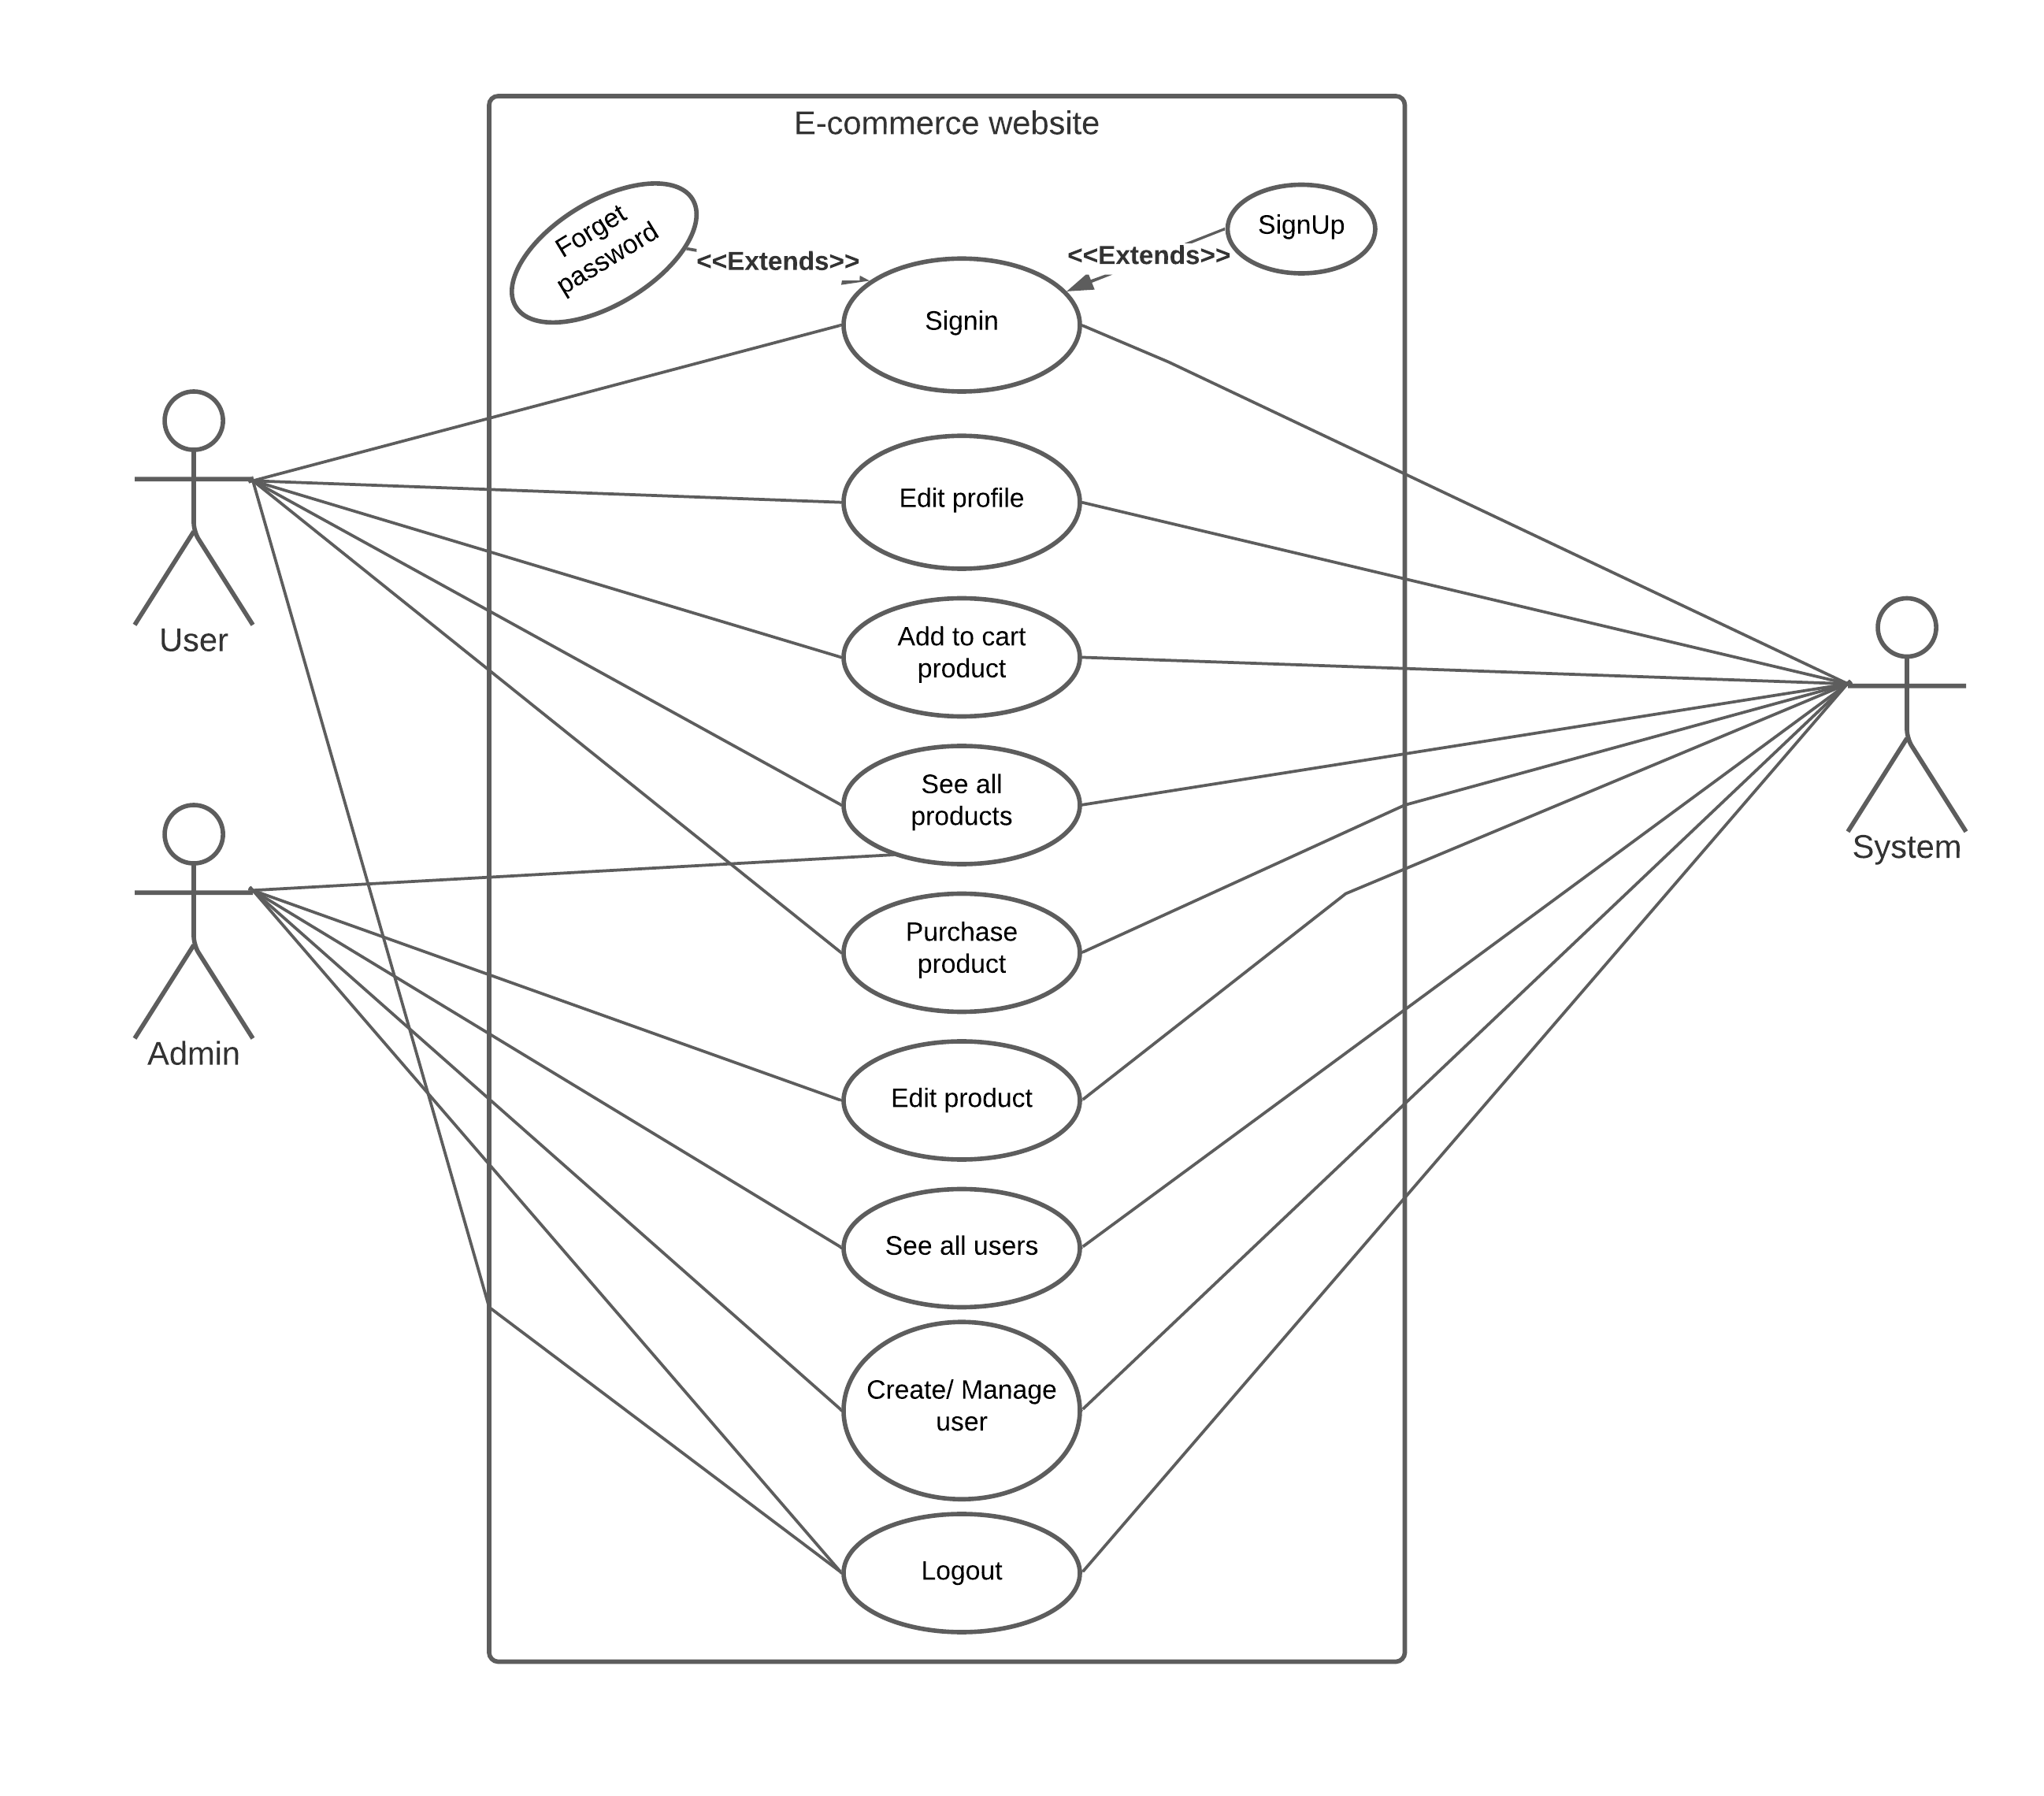 E-commerce website
Forget
password
<<Extends>>
<<Extends>>
SignUp
Signin
Edit profile
User
Add to cart
product
See all
products
System
Purchase
product
Admin
Edit product
See all users
Create/ Manage
user
Logout